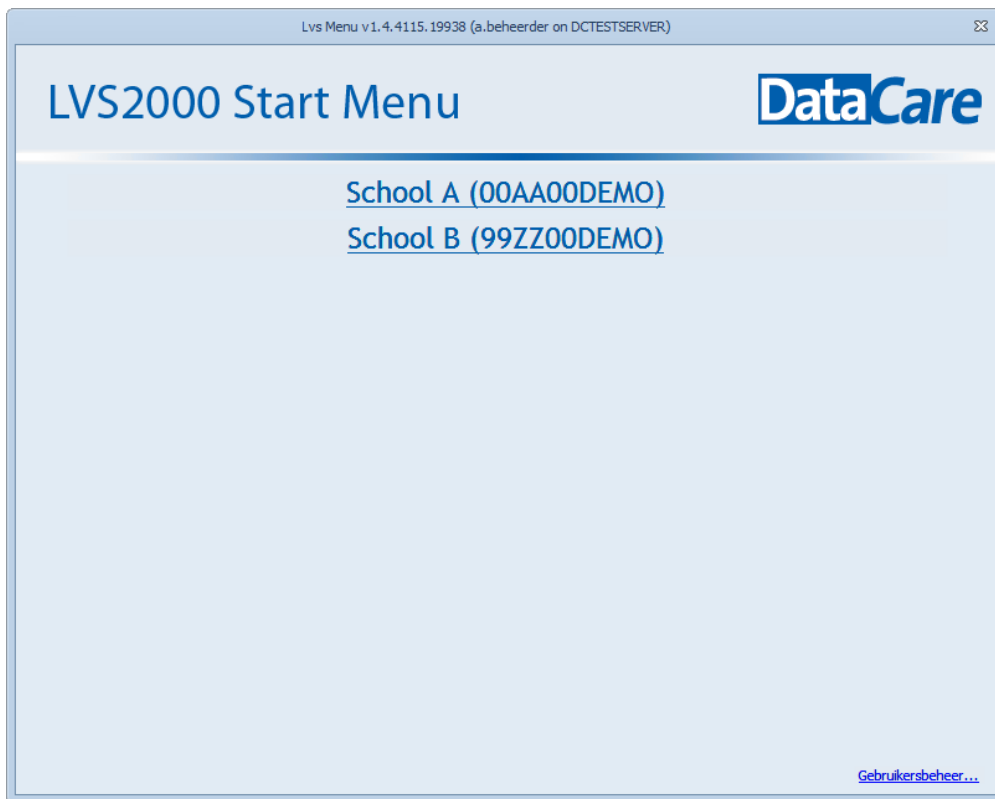 Lvs Menu v1.4.4115.19938 (a.beheerder on DCTESTSERVER)
LVS2000 Start Menu
DataCare
School A (00AA00DEMO)
School B (99ZZ00DEMO)
Gebruikersbeheer...